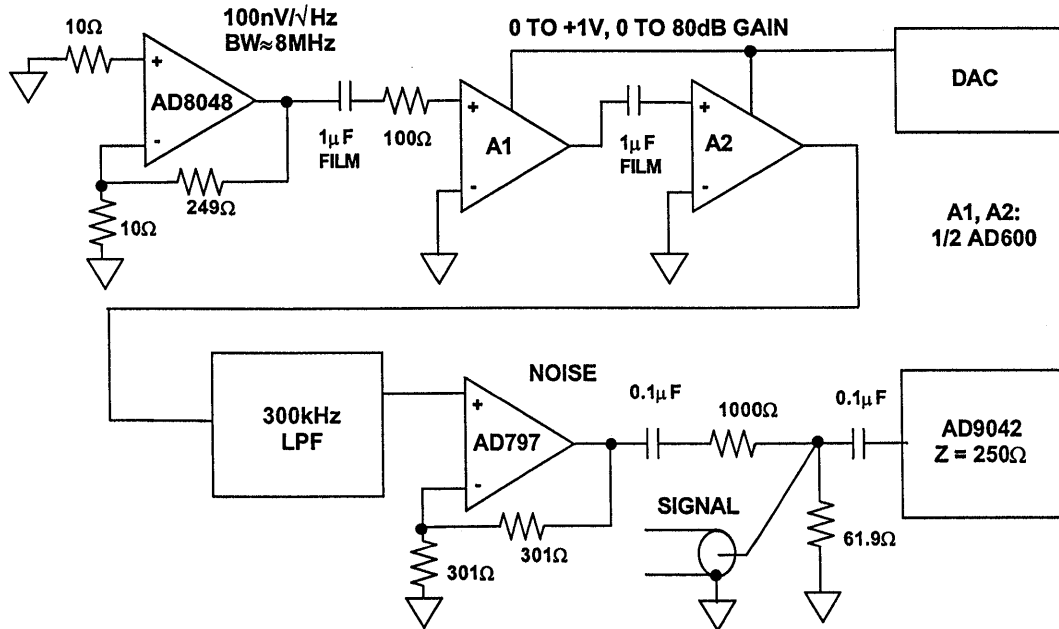 10Ω
100nV/√Hz
BW≈8MHz
0 TO +1V, 0 TO 80dB GAIN
+
AD8048
-
249Ω
10Ω
1μF
FILM
100Ω
+
A1
-
1μF
FILM
+
A2
-
DAC
A1, A2:
1/2 AD600
300kHz
LPF
NOISE
+
AD797
-
301Ω
301Ω
0.1μF
1000Ω
0.1μF
AD9042
Z = 250Ω
SIGNAL
61.9Ω